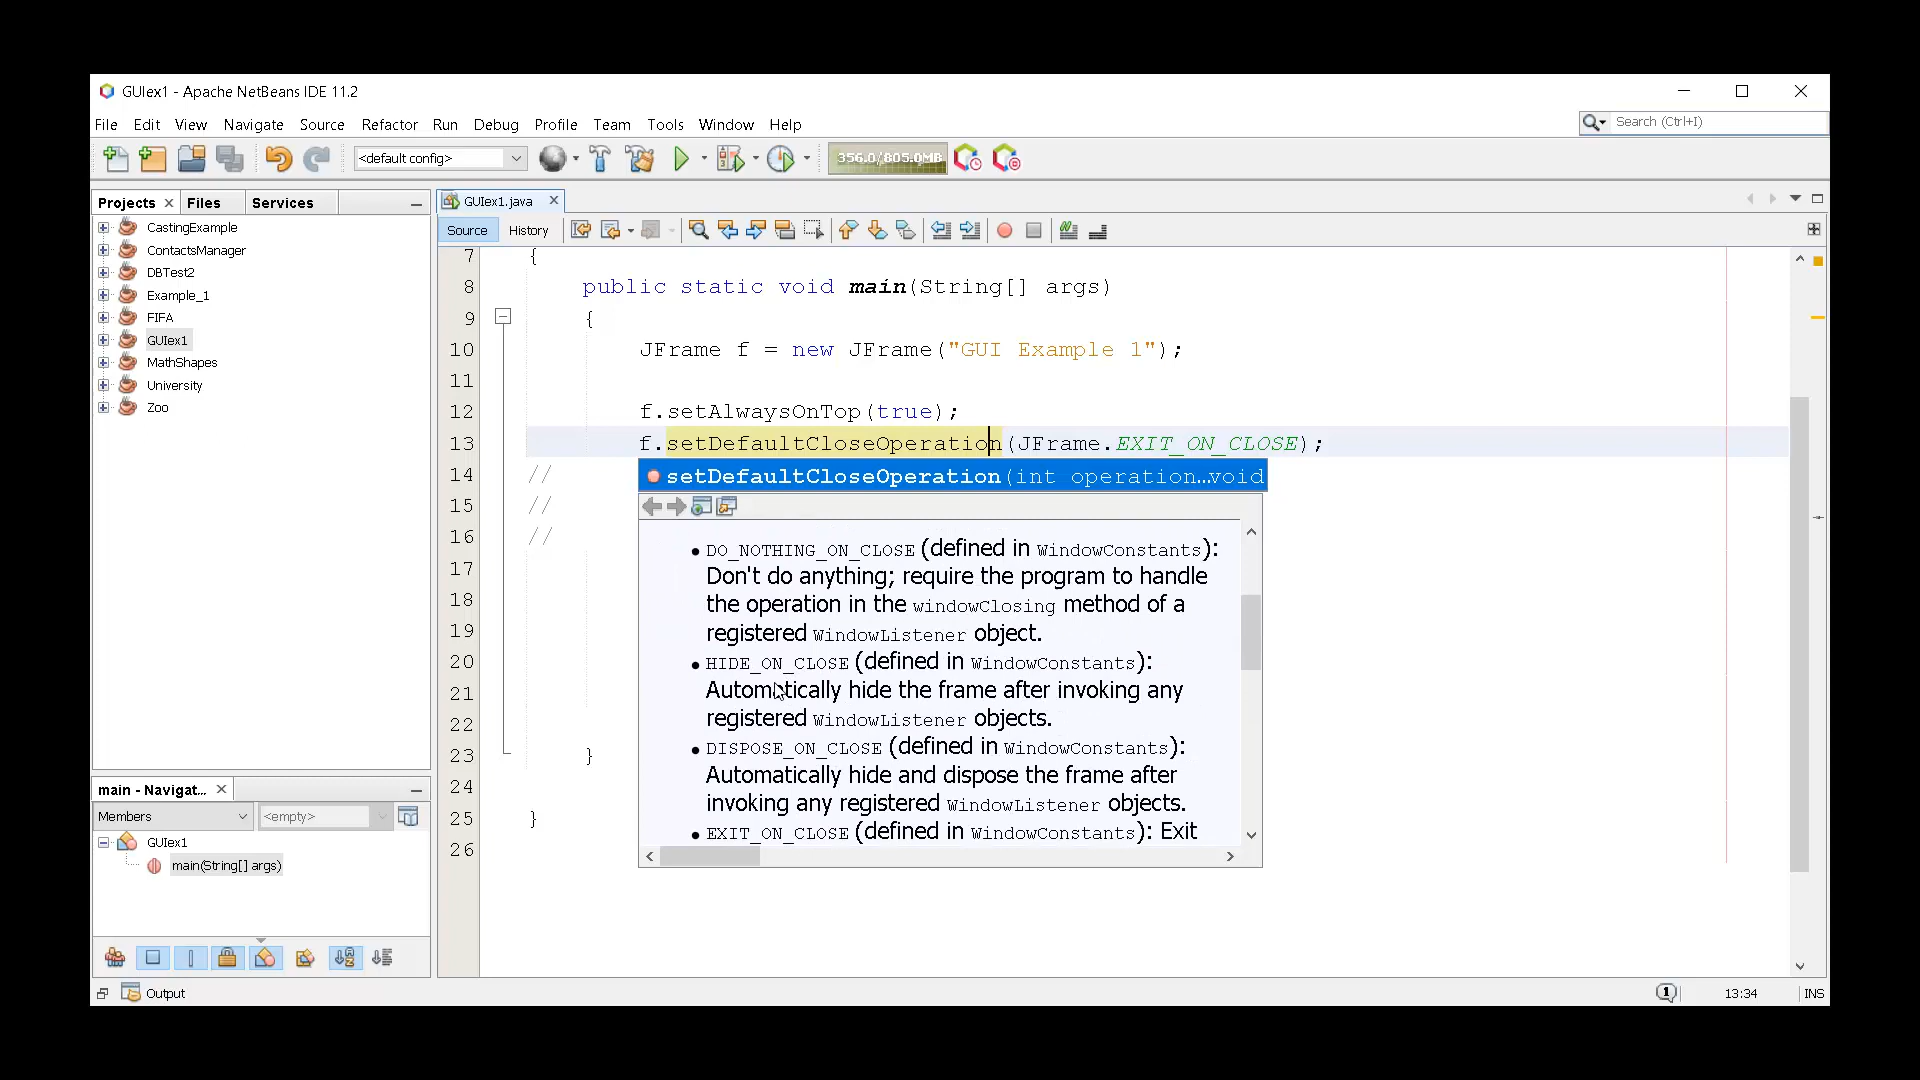 GUIex1 - Apache NetBeans IDE 11.2
File Edit View Navigate Source Refactor Run Debug Profile Team Tools Window Help
Search (Ctrl+I)
<default config>
356.0/805.0MB
Projects Files Services
CastingExample
ContactsManager
DBTest2
Example_1
FIFA
GUIex1
MathShapes
University
Zoo
GUIex1.java
Source History
7 {
8 public static void main(String[] args)
9 {
10 JFrame f = new JFrame("GUI Example 1");
11
12 f.setAlwaysOnTop(true);
13 f.setDefaultCloseOperation(JFrame.EXIT_ON_CLOSE);
14 //
15 //
16 //
17
18
19
20
21
22
23 }
24
25 }
26
setDefaultCloseOperation(int operation...void
• DO_NOTHING_ON_CLOSE (defined in WindowConstants):
Don't do anything; require the program to handle
the operation in the windowClosing method of a
registered WindowListener object.
• HIDE_ON_CLOSE (defined in WindowConstants):
Automatically hide the frame after invoking any
registered WindowListener objects.
• DISPOSE_ON_CLOSE (defined in WindowConstants):
Automatically hide and dispose the frame after
invoking any registered WindowListener objects.
• EXIT_ON_CLOSE (defined in WindowConstants): Exit
main - Navigat...
Members
<empty>
GUIex1
main(String[] args)
Output
1
13:34
INS